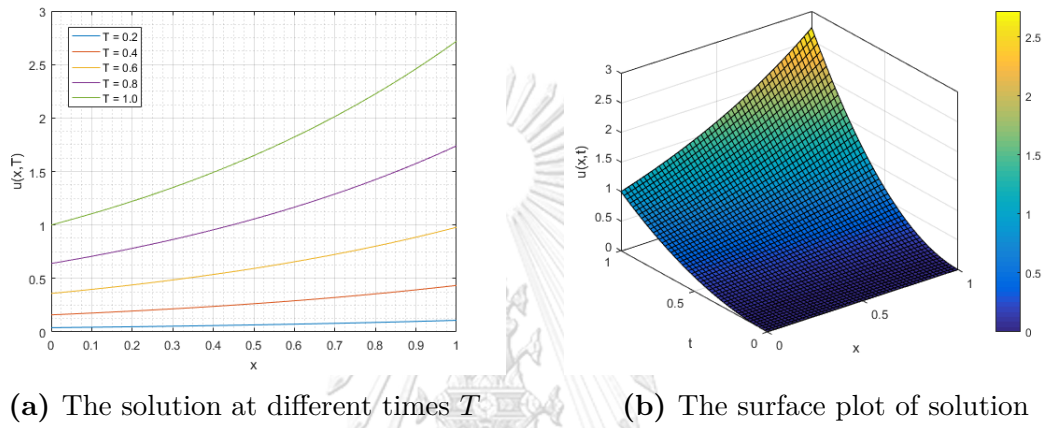 3
2.5
2
1.5
1
0.5
0
u(x,T)
T = 0.2
T = 0.4
T = 0.6
T = 0.8
T = 1.0
0 0.1 0.2 0.3 0.4 0.5 0.6 0.7 0.8 0.9 1
x
3
2.5
2
1.5
1
0.5
0
u(x,t)
1
0.5
0
t
0
0.5
1
x
2.5
2
1.5
1
0.5
0
(a) The solution at different times T
(b) The surface plot of solution